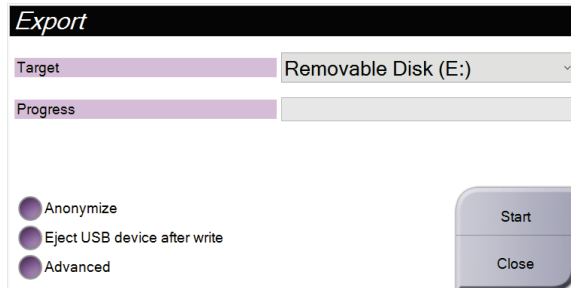 Export
Target
Removable Disk (E:)
Progress
Anonymize
Eject USB device after write
Advanced
Start
Close